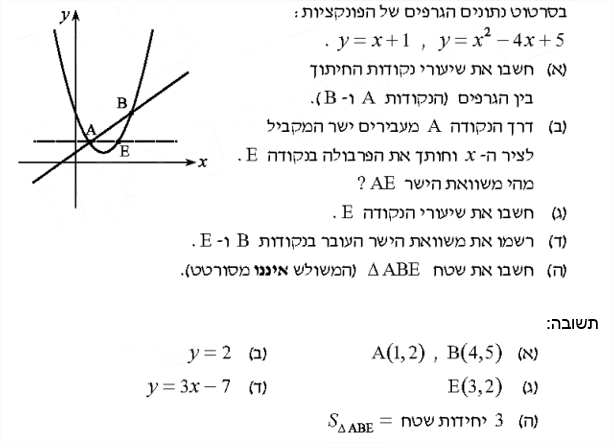 בסרטוט נתונים הגרפים של הפונקציות:
y = x + 1 , y = x² − 4x + 5 .
(א) חשבו את שיעורי נקודות החיתוך
בין הגרפים (הנקודות A ו- B).
(ב) דרך הנקודה A מעבירים ישר המקביל
לציר ה- x וחותך את הפרבולה בנקודה E .
מהי משוואת הישר AE ?
(ג) חשבו את שיעורי הנקודה E .
(ד) רשמו את משוואת הישר העובר בנקודות B ו- E .
(ה) חשבו את שטח ΔABE (המשולש איננו מסורטט).
y
B
A
E
x
תשובה:
(א) A(1,2) , B(4,5) (ב) y = 2
(ג) E(3,2) (ד) y = 3x − 7
(ה) 3 יחידות שטח = S_ΔABE